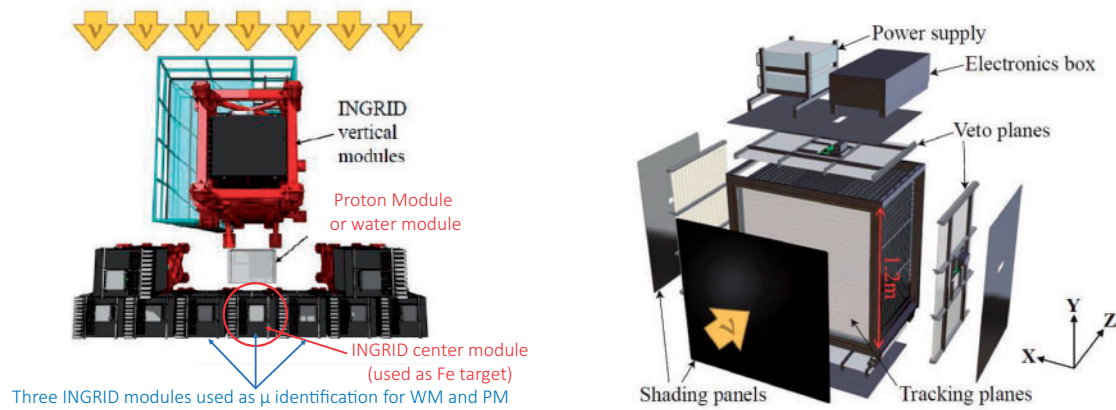 ν ν ν ν ν ν ν
INGRID
vertical
modules
Proton Module
or water module
INGRID center module
(used as Fe target)
Three INGRID modules used as μ identification for WM and PM
Power supply
Electronics box
Veto planes
1.2m
ν
Y
Z
X
Shading panels
Tracking planes